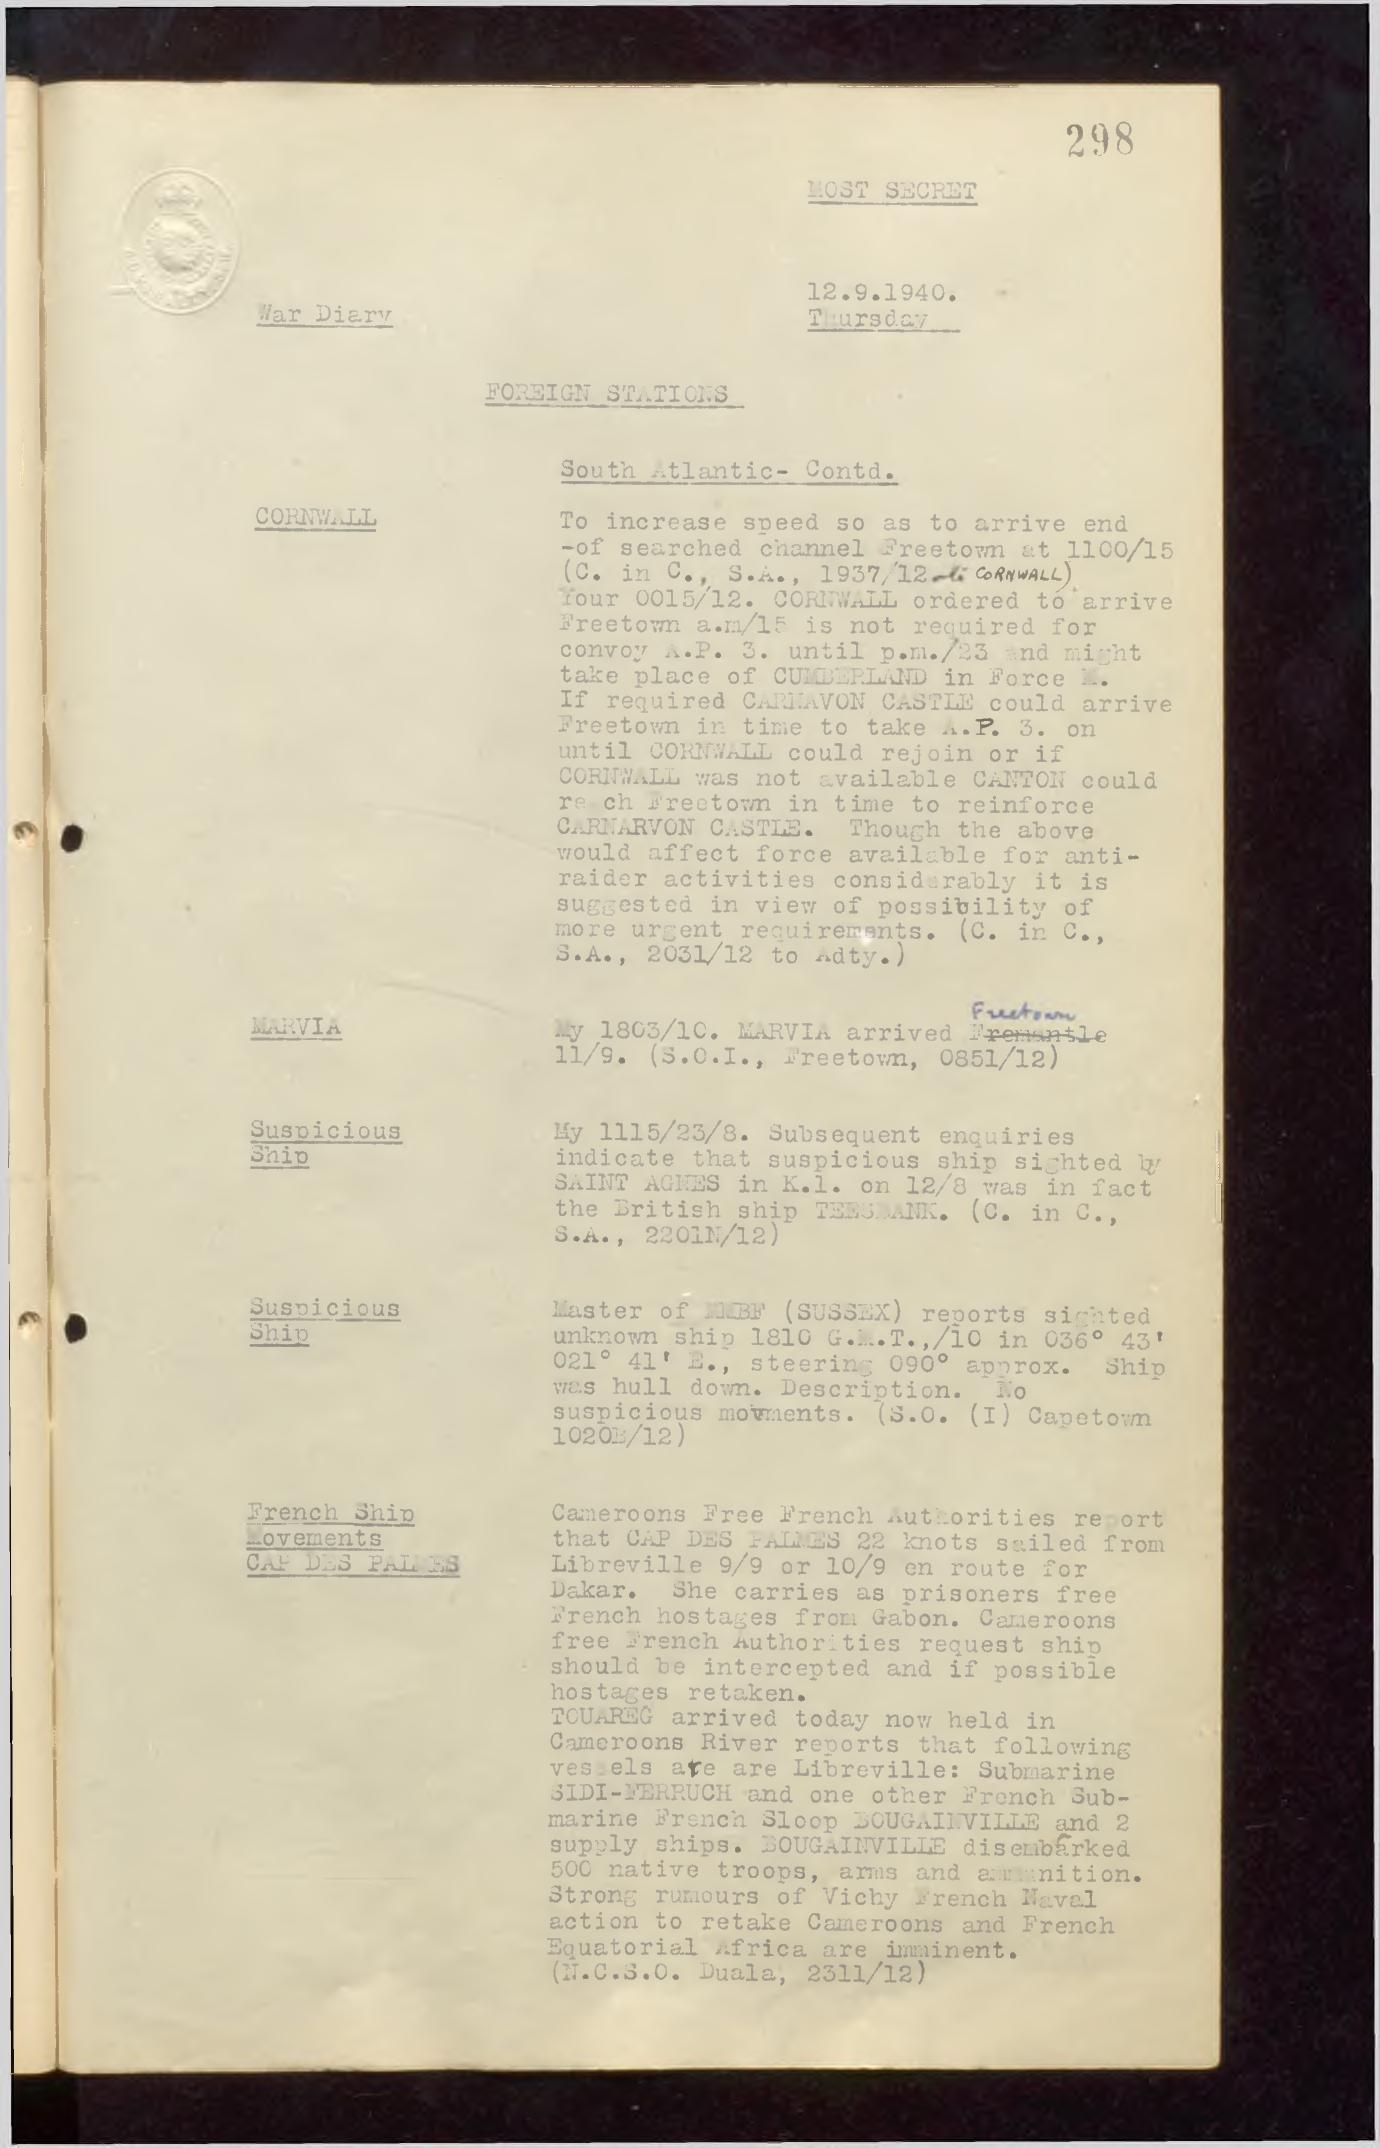 298
MOST SECRET
12.9.1940.
Thursday
War Diary
FOREIGN STATIONS
South Atlantic- Contd.
CORNWALL
To increase speed so as to arrive end
-of searched channel Freetown at 1100/15
(C. in C., S.A., 1937/12 to CORNWALL)
Your 0015/12. CORNWALL ordered to arrive
Freetown a.m/15 is not required for
convoy A.P. 3. until p.m./23 and might
take place of CUMBERLAND in Force M.
If required CARNAVON CASTLE could arrive
Freetown in time to take A.P. 3. on
until CORNWALL could rejoin or if
CORNWALL was not available CANTON could
reach Freetown in time to reinforce
CARNARVON CASTLE. Though the above
would affect force available for anti-
raider activities considerably it is
suggested in view of possibility of
more urgent requirements. (C. in C.,
S.A., 2031/12 to Adty.)
MARVIA
Freetown
My 1803/10. MARVIA arrived Fremantle
11/9. (S.O.I., Freetown, 0851/12)
Suspicious
Ship
My 1115/23/8. Subsequent enquiries
indicate that suspicious ship sighted by
SAINT AGNES in K.1. on 12/8 was in fact
the British ship TEESBANK. (C. in C.,
S.A., 2201N/12)
Suspicious
Ship
Master of MMBF (SUSSEX) reports sighted
unknown ship 1810 G.M.T.,/10 in 036° 43'
021° 41' E., steering 090° approx. Ship
was hull down. Description. No
suspicious movments. (S.O. (I) Capetown
1020B/12)
French Ship
Movements
CAP DES PALMES
Cameroons Free French Authorities report
that CAP DES PALMES 22 knots sailed from
Libreville 9/9 or 10/9 en route for
Dakar. She carries as prisoners free
French hostages from Gabon. Cameroons
free French Authorities request ship
should be intercepted and if possible
hostages retaken.
TOUAREG arrived today now held in
Cameroons River reports that following
vessels are are Libreville: Submarine
SIDI-FERRUCH and one other French Sub-
marine French Sloop BOUGAINVILLE and 2
supply ships. BOUGAINVILLE disembarked
500 native troops, arms and ammunition.
Strong rumours of Vichy French Naval
action to retake Cameroons and French
Equatorial Africa are imminent.
(N.C.S.O. Duala, 2311/12)